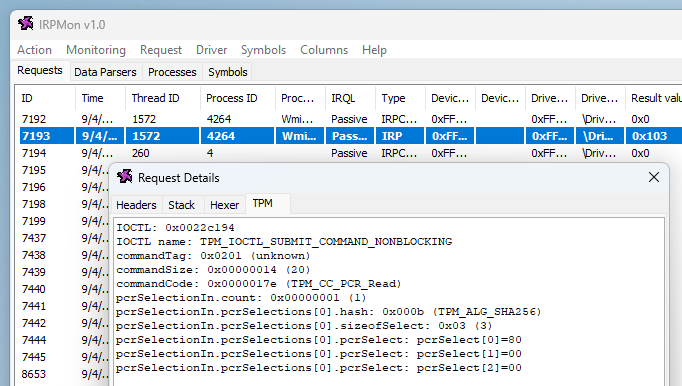 IRPMon v1.0
Action Monitoring Request Driver Symbols Columns Help
Requests Data Parsers Processes Symbols
ID Time Thread ID Process ID Proc... IRQL Type Devic... Devic... Drive... Drive... Result valu
7192 9/4/... 1572 4264 Wmi... Passive IRPC... 0xFF... 0xFF... \Driv... 0x0
7193 9/4/... 1572 4264 Wmi... Pass... IRP 0xFF... 0xFF... \Dri... 0x103
7194 9/4/... 260 4 Passive IRPC... 0xFF... 0xFF... \Driv... 0x0
7195 9/4/..
7196 9/4/..
7198 9/4/..
7199 9/4/..
7437 9/4/..
7438 9/4/..
7439 9/4/..
7440 9/4/..
7441 9/4/..
7442 9/4/..
7444 9/4/..
7445 9/4/..
8653 9/4/..
Request Details
Headers Stack Hexer TPM
IOCTL: 0x0022c194
IOCTL name: TPM_IOCTL_SUBMIT_COMMAND_NONBLOCKING
commandTag: 0x0201 (unknown)
commandSize: 0x00000014 (20)
commandCode: 0x0000017e (TPM_CC_PCR_Read)
pcrSelectionIn.count: 0x00000001 (1)
pcrSelectionIn.pcrSelections[0].hash: 0x000b (TPM_ALG_SHA256)
pcrSelectionIn.pcrSelections[0].sizeofSelect: 0x03 (3)
pcrSelectionIn.pcrSelections[0].pcrSelect: pcrSelect[0]=80
pcrSelectionIn.pcrSelections[0].pcrSelect: pcrSelect[1]=00
pcrSelectionIn.pcrSelections[0].pcrSelect: pcrSelect[2]=00